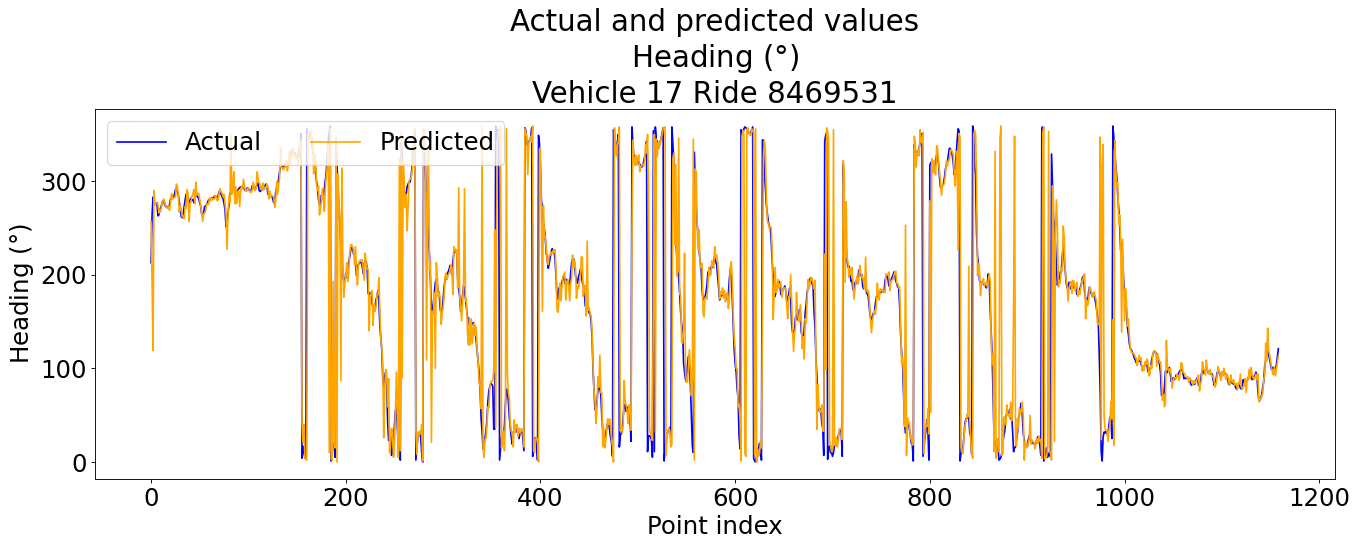 Actual and predicted values
Heading (°)
Vehicle 17 Ride 8469531
Actual Predicted
Heading (°)
300
200
100
0
0 200 400 600 800 1000 1200
Point index